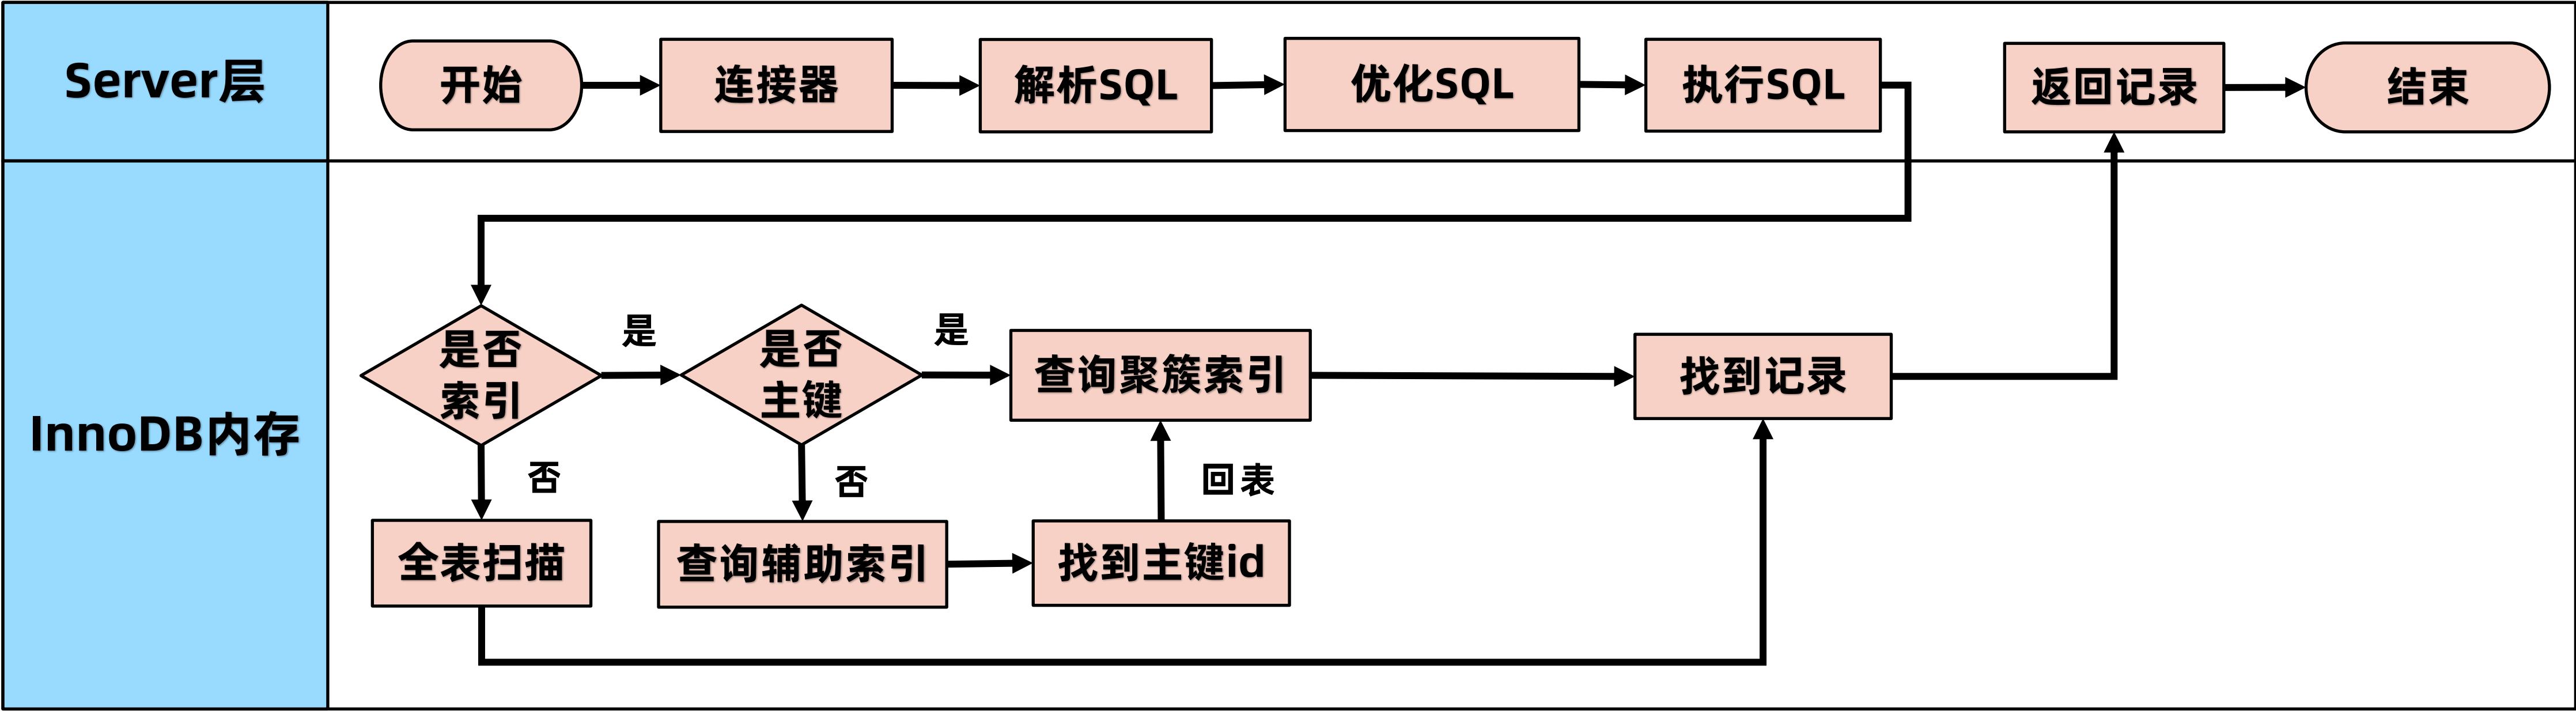 Server层
开始
连接器
解析SQL
优化SQL
执行SQL
返回记录
结束
InnoDB内存
是否
索引
是
是否
主键
是
查询聚簇索引
找到记录
否
否
回表
全表扫描
查询辅助索引
找到主键id